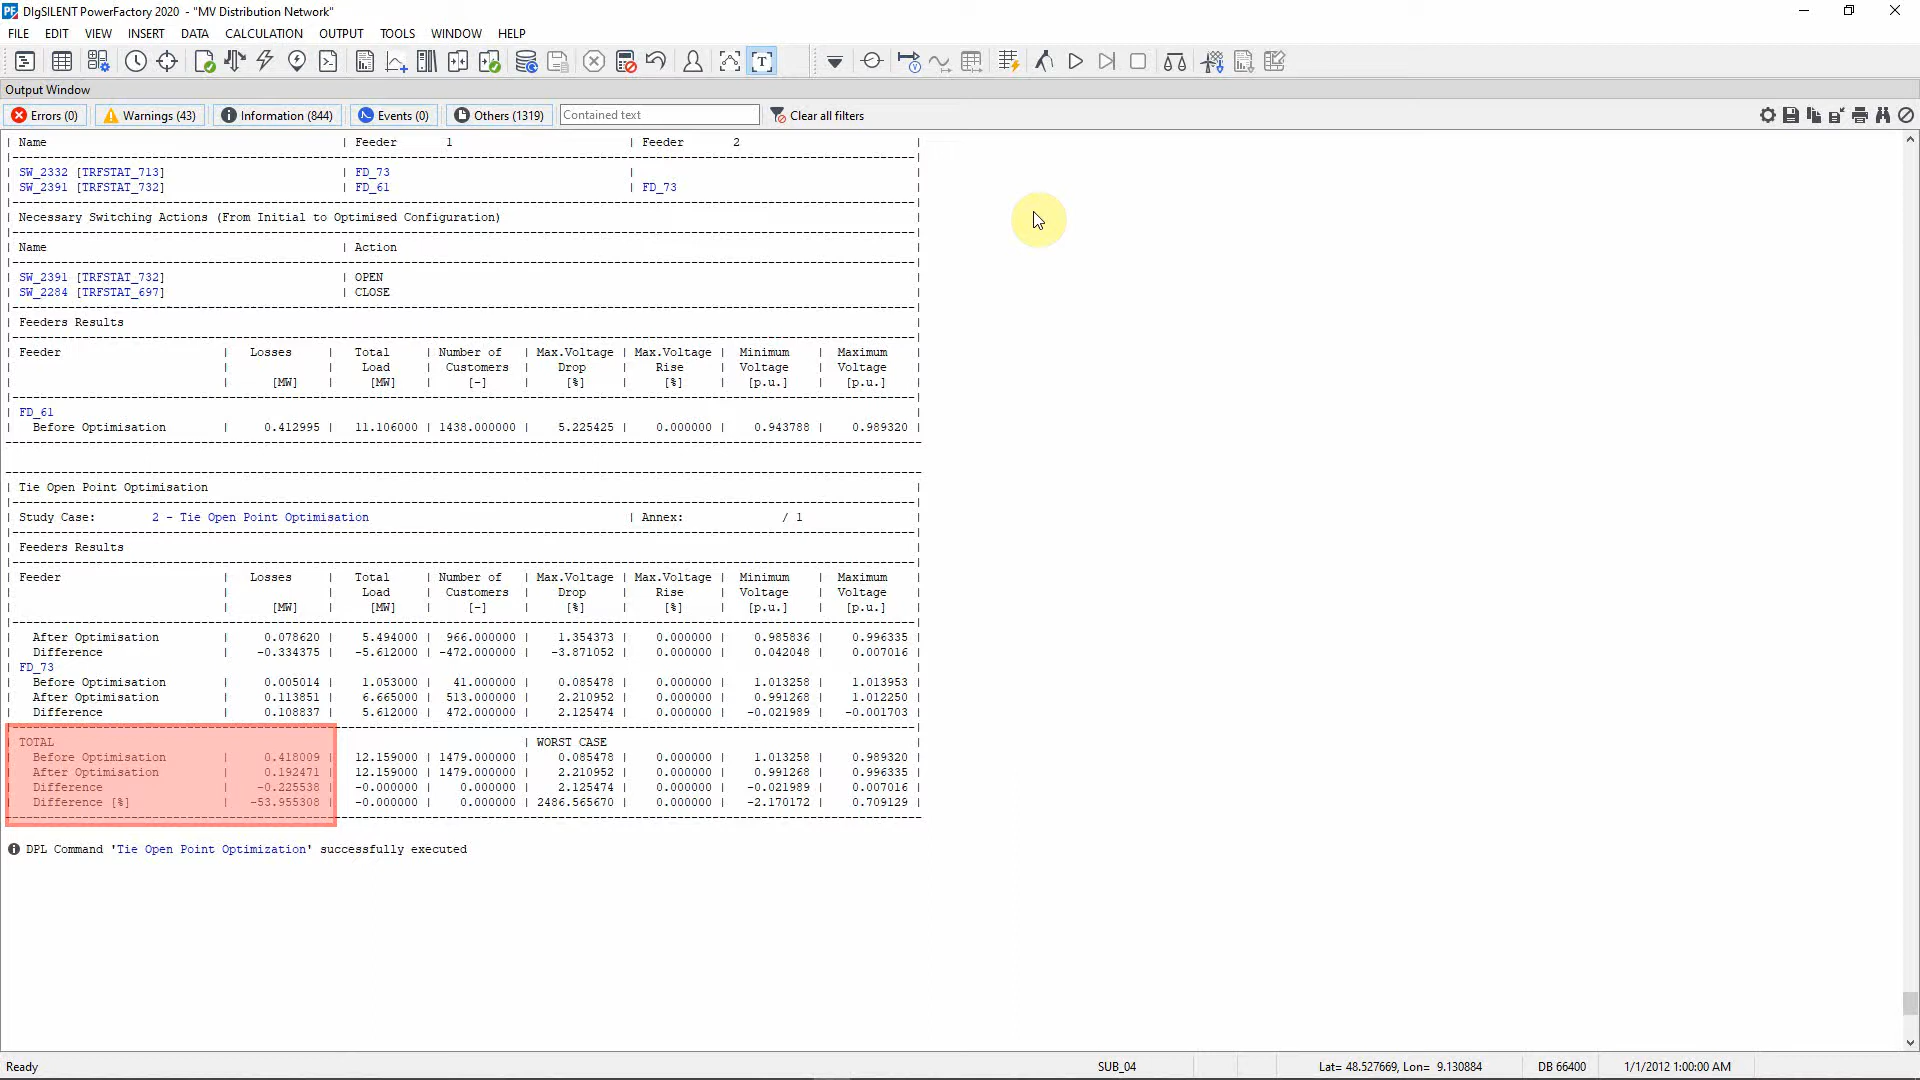 DIgSILENT PowerFactory 2020 - "MV Distribution Network"
FILE EDIT VIEW INSERT DATA CALCULATION OUTPUT TOOLS WINDOW HELP
Output Window
Errors (0) Warnings (43) Information (844) Events (0) Others (1319) Contained text Clear all filters
| Name | Feeder 1 | Feeder 2 |
| SW_2332 [TRFSTAT_713] | FD_73 | |
| SW_2391 [TRFSTAT_732] | FD_61 | FD_73 |
| Necessary Switching Actions (From Initial to Optimised Configuration) |
| Name | Action |
| SW_2391 [TRFSTAT_732] | OPEN |
| SW_2284 [TRFSTAT_697] | CLOSE |
| Feeders Results |
| Feeder | Losses | Total | Number of | Max.Voltage | Max.Voltage | Minimum | Maximum |
| | | Load | Customers | Drop | Rise | Voltage | Voltage |
| | [MW] | [MW] | [-] | [%] | [%] | [p.u.] | [p.u.] |
| FD_61 |
| Before Optimisation | 0.412995 | 11.106000 | 1438.000000 | 5.225425 | 0.000000 | 0.943788 | 0.989320 |
| Tie Open Point Optimisation |
| Study Case: 2 - Tie Open Point Optimisation | Annex: / 1 |
| Feeders Results |
| Feeder | Losses | Total | Number of | Max.Voltage | Max.Voltage | Minimum | Maximum |
| | | Load | Customers | Drop | Rise | Voltage | Voltage |
| | [MW] | [MW] | [-] | [%] | [%] | [p.u.] | [p.u.] |
| After Optimisation | 0.078620 | 5.494000 | 966.000000 | 1.354373 | 0.000000 | 0.985836 | 0.996335 |
| Difference | -0.334375 | -5.612000 | -472.000000 | -3.871052 | 0.000000 | 0.042048 | 0.007016 |
| FD_73 |
| Before Optimisation | 0.005014 | 1.053000 | 41.000000 | 0.085478 | 0.000000 | 1.013258 | 1.013953 |
| After Optimisation | 0.113851 | 6.665000 | 513.000000 | 2.210952 | 0.000000 | 0.991268 | 1.012250 |
| Difference | 0.108837 | 5.612000 | 472.000000 | 2.125474 | 0.000000 | -0.021989 | -0.001703 |
| TOTAL | WORST CASE |
| Before Optimisation | 0.418009 | 12.159000 | 1479.000000 | 0.085478 | 0.000000 | 1.013258 | 0.989320 |
| After Optimisation | 0.192471 | 12.159000 | 1479.000000 | 2.210952 | 0.000000 | 0.991268 | 0.996335 |
| Difference | -0.225538 | -0.000000 | 0.000000 | 2.125474 | 0.000000 | -0.021989 | 0.007016 |
| Difference [%] | -53.955308 | -0.000000 | 0.000000 | 2486.565670 | 0.000000 | -2.170172 | 0.709129 |
DPL Command 'Tie Open Point Optimization' successfully executed
Ready SUB_04 Lat= 48.527669, Lon= 9.130884 DB 66400 1/1/2012 1:00:00 AM